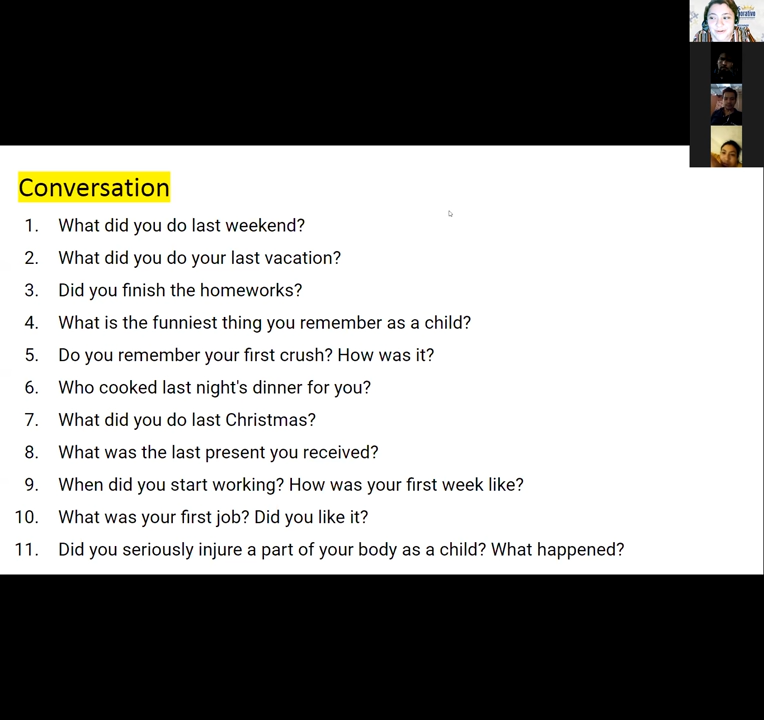 Conversation
1. What did you do last weekend?
2. What did you do your last vacation?
3. Did you finish the homeworks?
4. What is the funniest thing you remember as a child?
5. Do you remember your first crush? How was it?
6. Who cooked last night's dinner for you?
7. What did you do last Christmas?
8. What was the last present you received?
9. When did you start working? How was your first week like?
10. What was your first job? Did you like it?
11. Did you seriously injure a part of your body as a child? What happened?